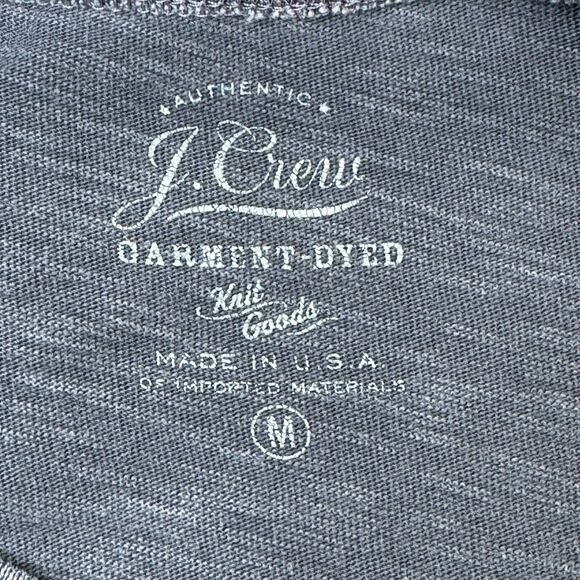 AUTHENTIC
J. Crew
GARMENT-DYED
Knit
Goods
MADE IN U.S.A.
OF IMPORTED MATERIALS
M